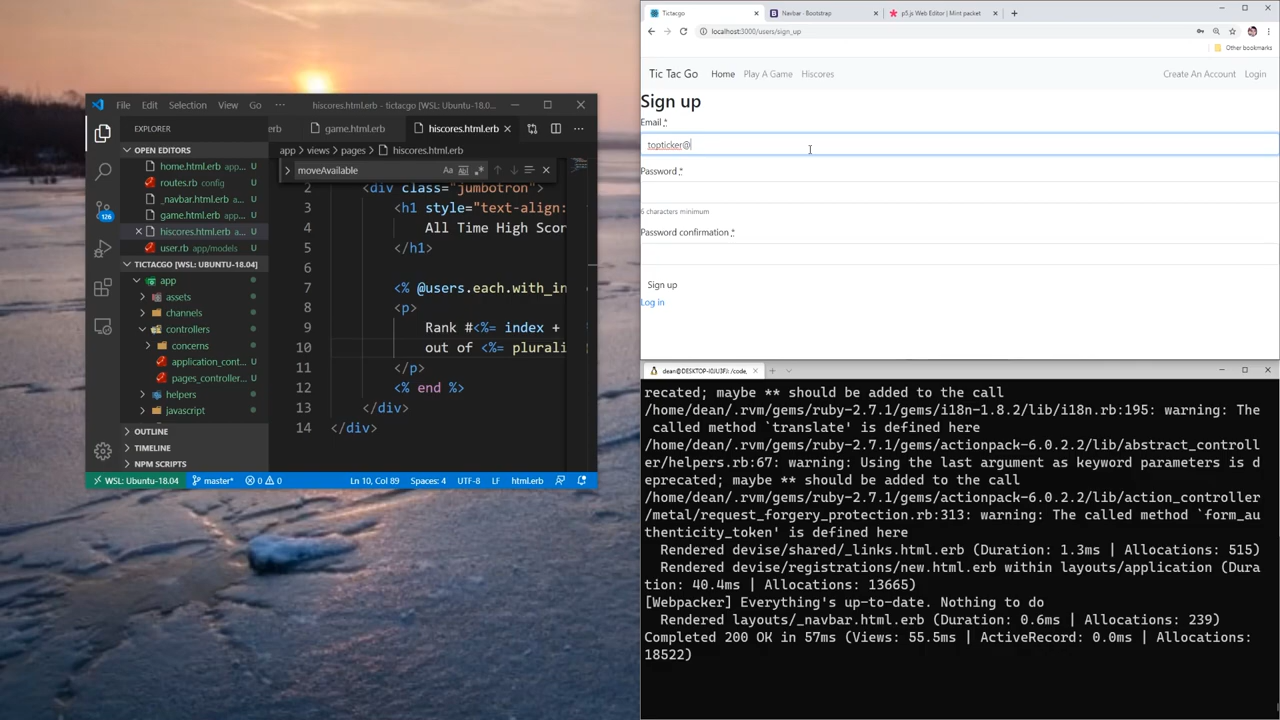 File Edit Selection View Go ··· hiscores.html.erb - tictacgo [WSL: Ubuntu-18.0...
EXPLORER
OPEN EDITORS
home.html.erb app... U
routes.rb config U
_navbar.html.erb a... U
game.html.erb app... U
hiscores.html.erb a... U
user.rb app/models U
TICTACGO [WSL: UBUNTU-18.04]
app
assets
channels
controllers
concerns
application_cont... U
pages_controller... U
helpers
javascript
OUTLINE
TIMELINE
NPM SCRIPTS
126
erb game.html.erb hiscores.html.erb
app > views > pages > hiscores.html.erb
moveAvailable
2 <div class="jumbotron">
3 <h1 style="text-align:
4 All Time High Scor
5 </h1>
6
7 <% @users.each.with_in
8 <p>
9 Rank #<%= index +
10 out of <%= plurali
11 </p>
12 <% end %>
13 </div>
14 </div>
WSL: Ubuntu-18.04 master* 0 0 Ln 10, Col 89 Spaces: 4 UTF-8 LF html.erb
Tictacgo Navbar · Bootstrap p5.js Web Editor | Mint packet
localhost:3000/users/sign_up
Other bookmarks
Tic Tac Go Home Play A Game Hiscores Create An Account Login
Sign up
Email *
topticker@
Password *
6 characters minimum
Password confirmation *
Sign up
Log in
dean@DESKTOP-I0JU3FJ: /code,
recated; maybe ** should be added to the call
/home/dean/.rvm/gems/ruby-2.7.1/gems/i18n-1.8.2/lib/i18n.rb:195: warning: The
called method `translate' is defined here
/home/dean/.rvm/gems/ruby-2.7.1/gems/actionpack-6.0.2.2/lib/abstract_controll
er/helpers.rb:67: warning: Using the last argument as keyword parameters is d
eprecated; maybe ** should be added to the call
/home/dean/.rvm/gems/ruby-2.7.1/gems/actionpack-6.0.2.2/lib/action_controller
/metal/request_forgery_protection.rb:313: warning: The called method `form_au
thenticity_token' is defined here
Rendered devise/shared/_links.html.erb (Duration: 1.3ms | Allocations: 515)
Rendered devise/registrations/new.html.erb within layouts/application (Dura
tion: 40.4ms | Allocations: 13665)
[Webpacker] Everything's up-to-date. Nothing to do
Rendered layouts/_navbar.html.erb (Duration: 0.6ms | Allocations: 239)
Completed 200 OK in 57ms (Views: 55.5ms | ActiveRecord: 0.0ms | Allocations:
18522)